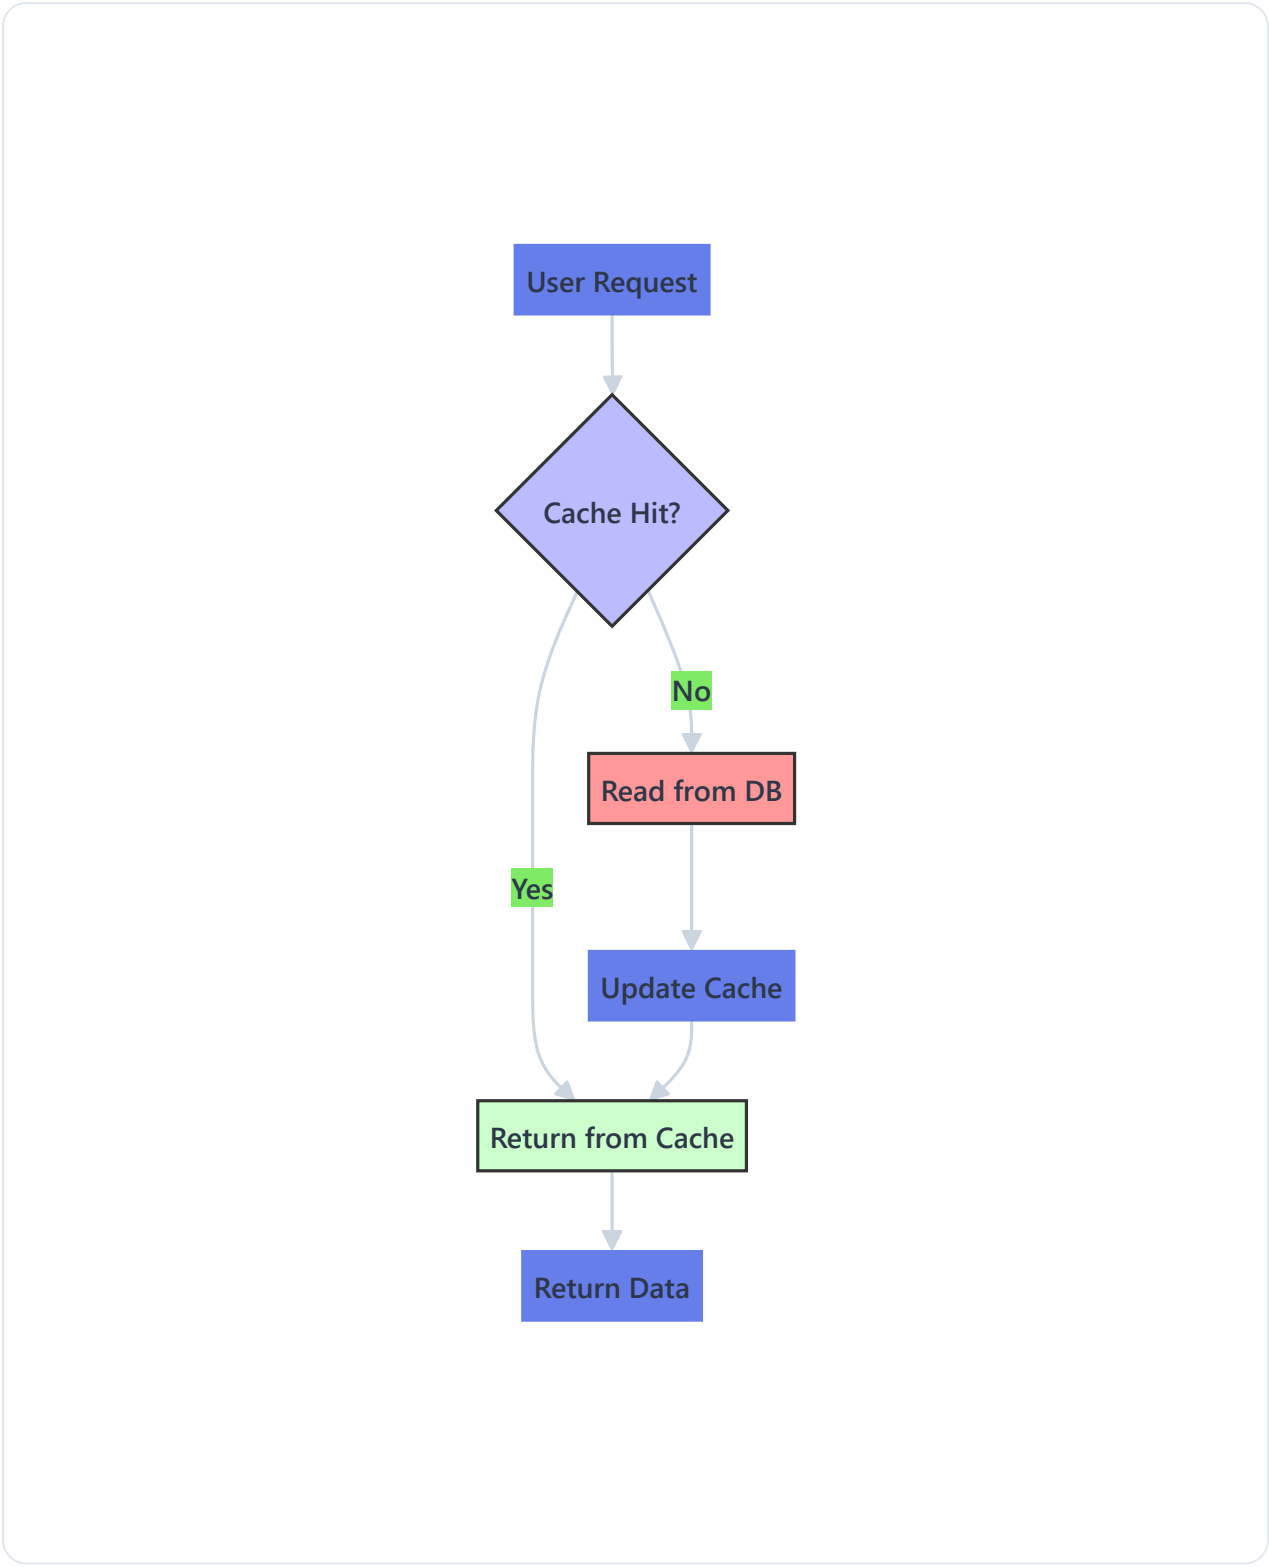 User Request
Cache Hit?
No
Read from DB
Yes
Update Cache
Return from Cache
Return Data